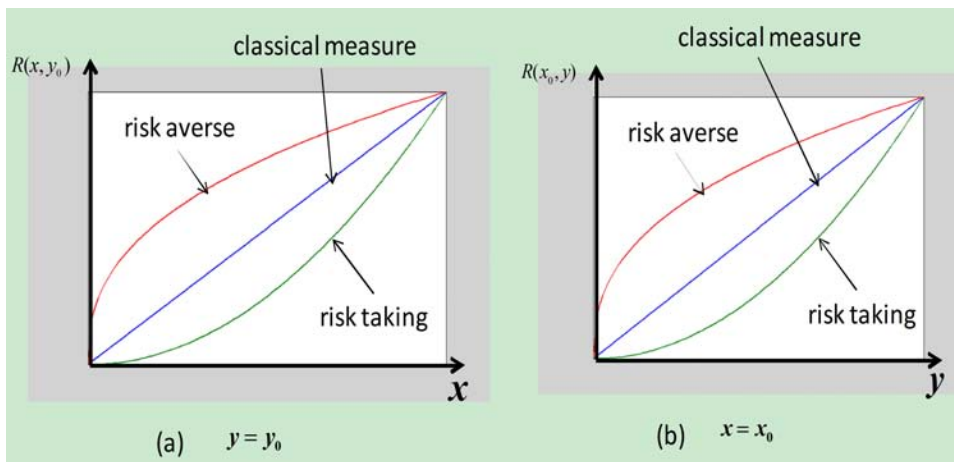 classical measure
R(x, y₀)
risk averse
risk taking
x
(a) y = y₀
classical measure
R(x₀, y)
risk averse
risk taking
y
(b) x = x₀